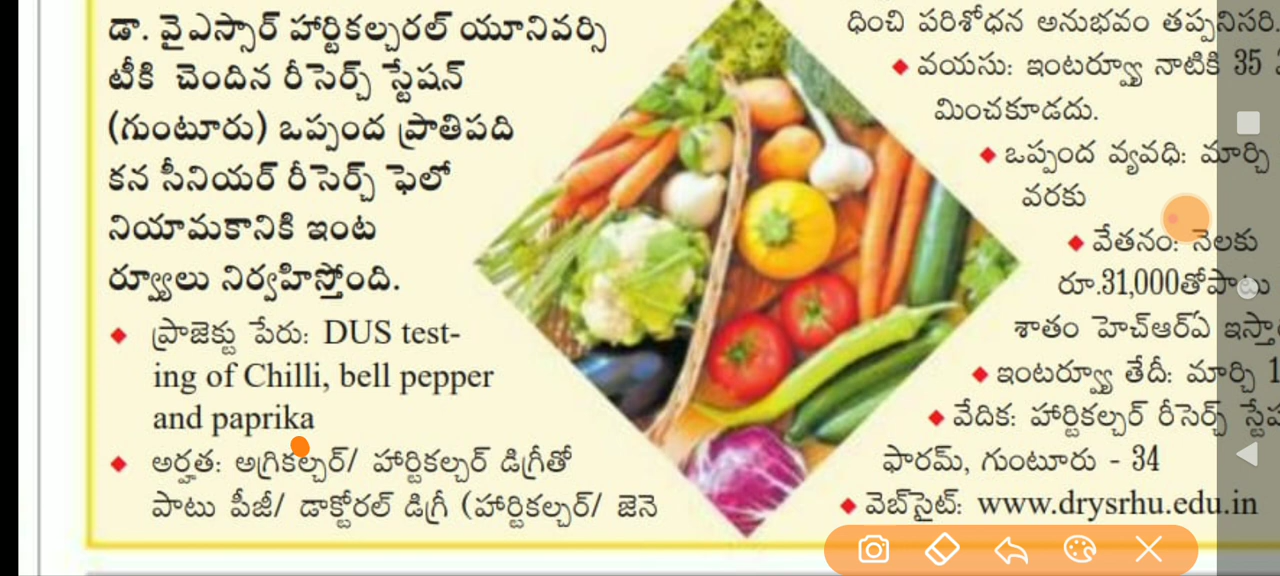 డా. వైఎస్సార్ హార్టికల్చరల్ యూనివర్సి
టీకి చెందిన రీసెర్చ్ స్టేషన్
(గుంటూరు) ఒప్పంద ప్రాతిపది
కన సీనియర్ రీసెర్చ్ ఫెలో
నియామకానికి ఇంట
ర్వ్యూలు నిర్వహిస్తోంది.
ప్రాజెక్టు పేరు: DUS test-
ing of Chilli, bell pepper
and paprika
అర్హత: అగ్రికల్చర్/ హార్టికల్చర్ డిగ్రీతో
పాటు పీజీ/ డాక్టోరల్ డిగ్రీ (హార్టికల్చర్/ జెనె
ధించి పరిశోధన అనుభవం తప్పనిసరి.
వయసు: ఇంటర్వ్యూ నాటికి 35
మించకూడదు.
ఒప్పంద వ్యవధి: మార్చి
వరకు
వేతనం: నెలకు
రూ.31,000తోపాటు
శాతం హెచ్ఆర్ఏ
ఇంటర్వ్యూ తేదీ: మార్చి
వేదిక: హార్టికల్చర్ రీసెర్చ్
ఫారమ్, గుంటూరు - 34
వెబ్‌సైట్: www.drysrhu.edu.in